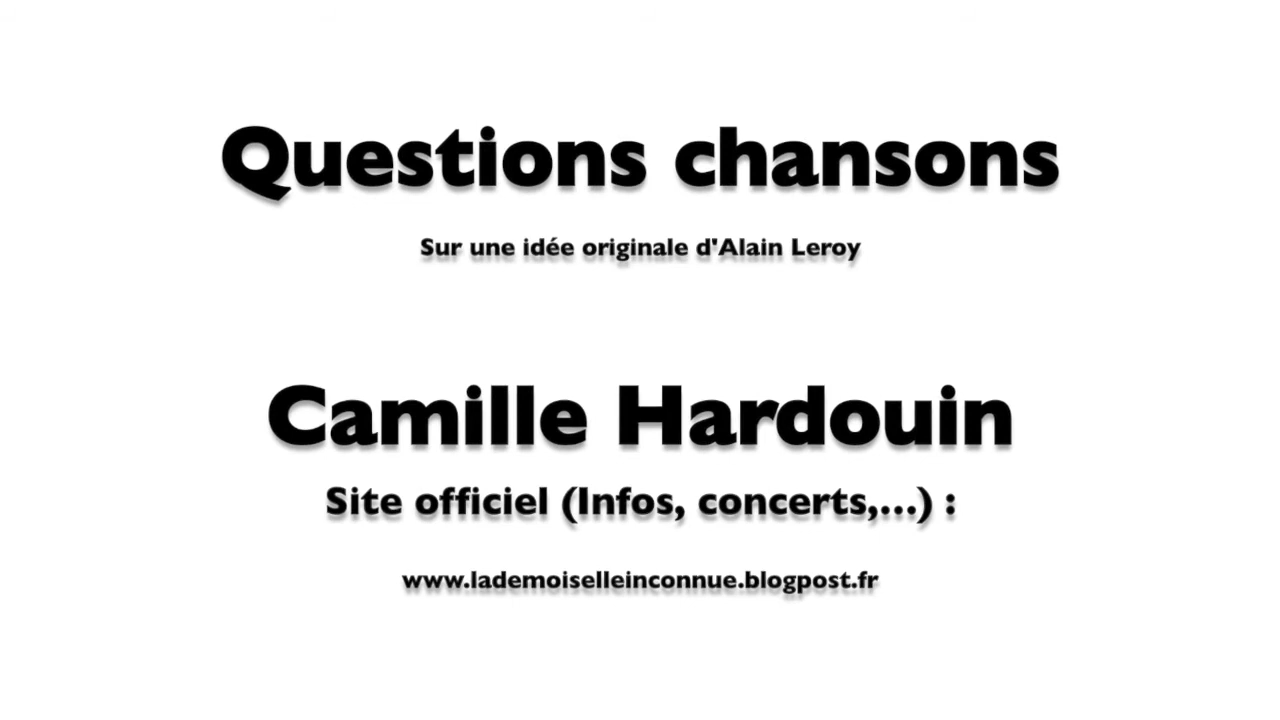 Questions chansons
Sur une idée originale d'Alain Leroy
Camille Hardouin
Site officiel (Infos, concerts,...) :
www.lademoiselleinconnue.blogpost.fr